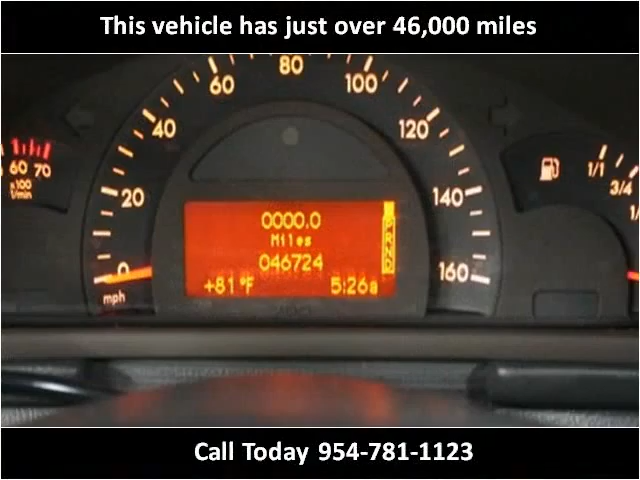 This vehicle has just over 46,000 miles
80
60 100
40 120
60 70
x100
1/min
20 140
0 160
mph
0000.0
Miles
046724
+81°F 5:26a
1/1
3/4
Call Today 954-781-1123